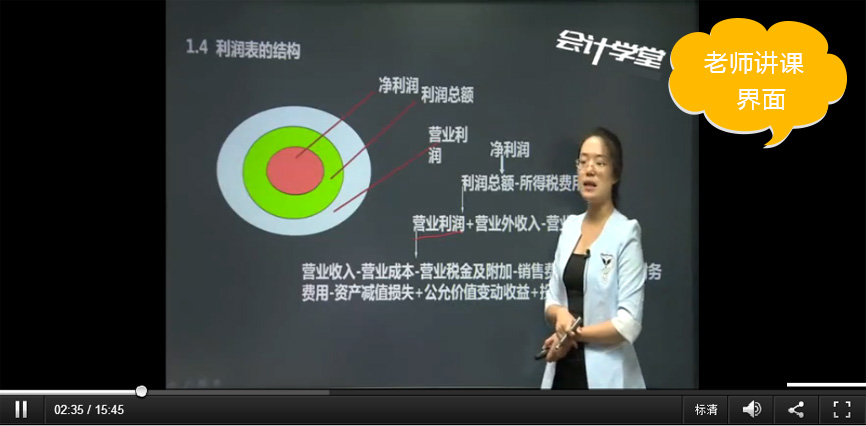 1.4 利润表的结构
会计学堂
老师讲课
界面
净利润
利润总额
营业利
润
净利润
利润总额-所得税费用
营业利润+营业外收入-营业
营业收入-营业成本-营业税金及附加-销售费
务
费用-资产减值损失+公允价值变动收益+投
02:35 / 15:45
标清